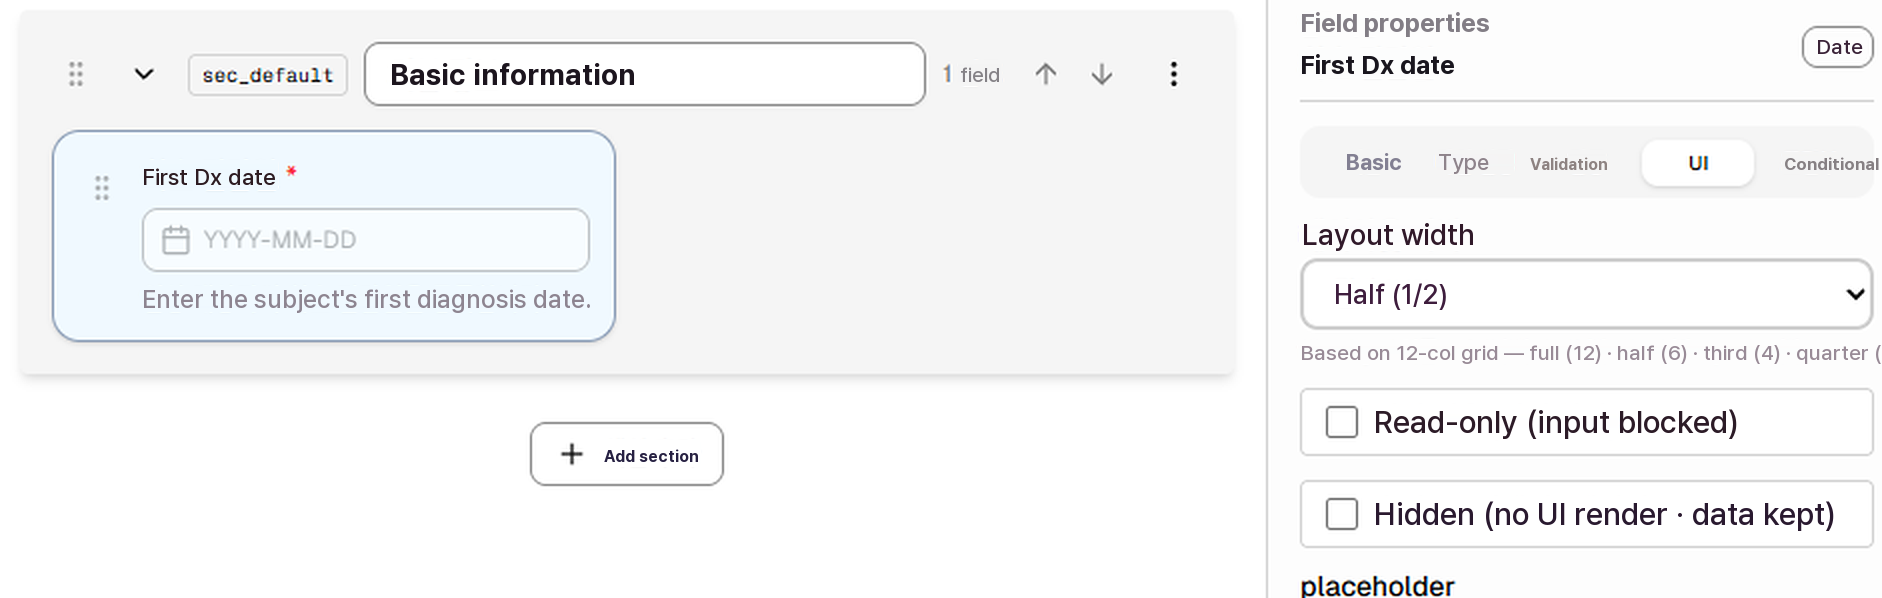 sec_default Basic information 1 field
First Dx date *
YYYY-MM-DD
Enter the subject's first diagnosis date.
Add section
Field properties
First Dx date
Date
Basic Type Validation UI Conditional
Layout width
Half (1/2)
Based on 12-col grid — full (12) · half (6) · third (4) · quarter (
Read-only (input blocked)
Hidden (no UI render · data kept)
placeholder